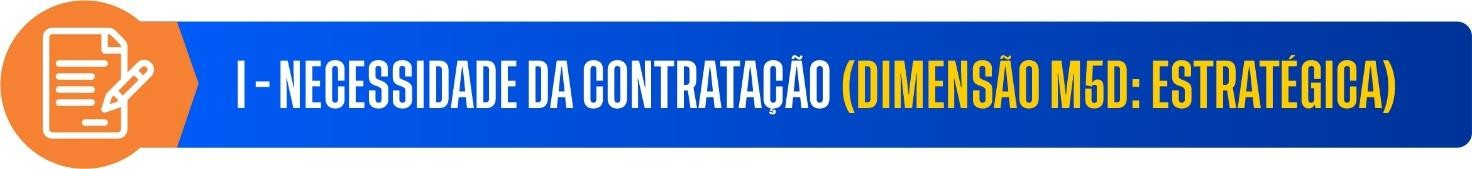 I - NECESSIDADE DA CONTRATAÇÃO (DIMENSÃO M5D: ESTRATÉGICA)